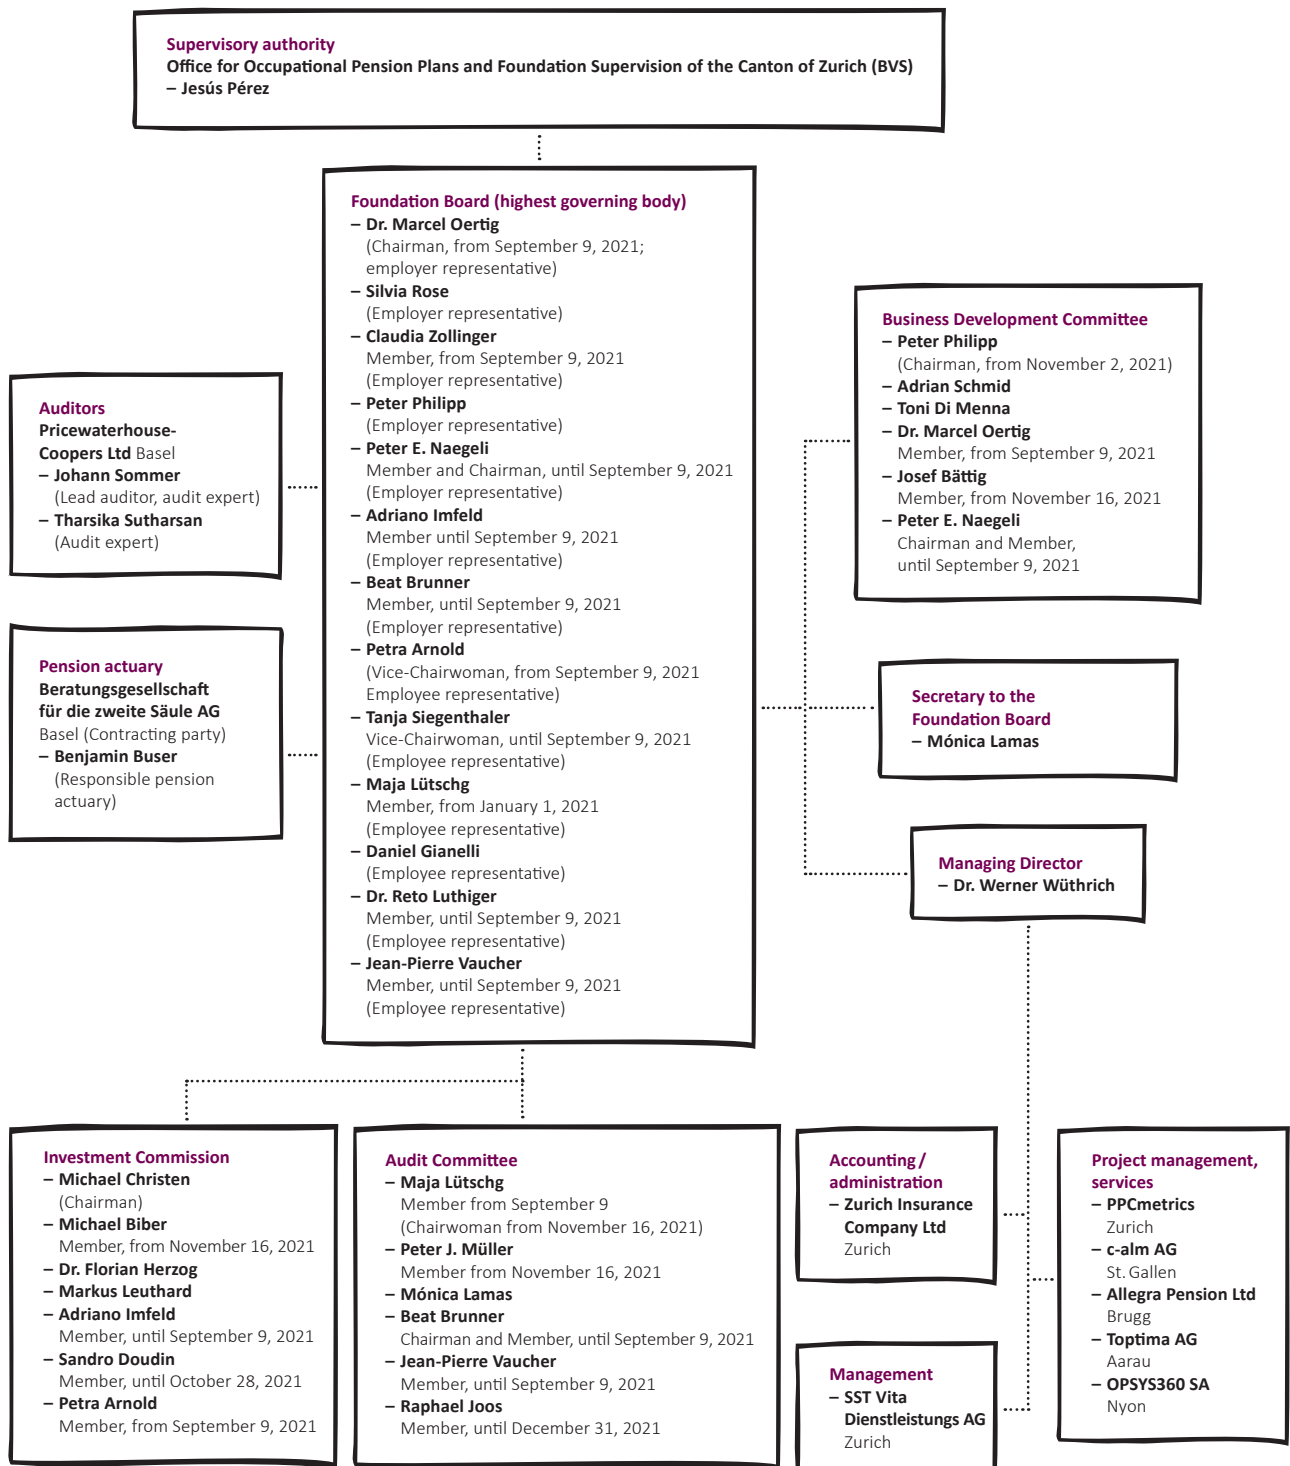 Supervisory authority
Office for Occupational Pension Plans and Foundation Supervision of the Canton of Zurich (BVS)
– Jesús Pérez
Foundation Board (highest governing body)
– Dr. Marcel Oertig
(Chairman, from September 9, 2021;
employer representative)
– Silvia Rose
(Employer representative)
– Claudia Zollinger
Member, from September 9, 2021
(Employer representative)
– Peter Philipp
(Employer representative)
– Peter E. Naegeli
Member and Chairman, until September 9, 2021
(Employer representative)
– Adriano Imfeld
Member until September 9, 2021
(Employer representative)
– Beat Brunner
Member, until September 9, 2021
(Employer representative)
– Petra Arnold
(Vice-Chairwoman, from September 9, 2021
Employee representative)
– Tanja Siegenthaler
Vice-Chairwoman, until September 9, 2021
(Employee representative)
– Maja Lütschg
Member, from January 1, 2021
(Employee representative)
– Daniel Gianelli
(Employee representative)
– Dr. Reto Luthiger
Member, until September 9, 2021
(Employee representative)
– Jean-Pierre Vaucher
Member, until September 9, 2021
(Employee representative)
Auditors
Pricewaterhouse-
Coopers Ltd Basel
– Johann Sommer
(Lead auditor, audit expert)
– Tharsika Sutharsan
(Audit expert)
Pension actuary
Beratungsgesellschaft
für die zweite Säule AG
Basel (Contracting party)
– Benjamin Buser
(Responsible pension
actuary)
Business Development Committee
– Peter Philipp
(Chairman, from November 2, 2021)
– Adrian Schmid
– Toni Di Menna
– Dr. Marcel Oertig
Member, from September 9, 2021
– Josef Bättig
Member, from November 16, 2021
– Peter E. Naegeli
Chairman and Member,
until September 9, 2021
Secretary to the
Foundation Board
– Mónica Lamas
Managing Director
– Dr. Werner Wüthrich
Investment Commission
– Michael Christen
(Chairman)
– Michael Biber
Member, from November 16, 2021
– Dr. Florian Herzog
– Markus Leuthard
– Adriano Imfeld
Member, until September 9, 2021
– Sandro Doudin
Member, until October 28, 2021
– Petra Arnold
Member, from September 9, 2021
Audit Committee
– Maja Lütschg
Member from September 9
(Chairwoman from November 16, 2021)
– Peter J. Müller
Member from November 16, 2021
– Mónica Lamas
– Beat Brunner
Chairman and Member, until September 9, 2021
– Jean-Pierre Vaucher
Member, until September 9, 2021
– Raphael Joos
Member, until December 31, 2021
Accounting /
administration
– Zurich Insurance
Company Ltd
Zurich
Management
– SST Vita
Dienstleistungs AG
Zurich
Project management,
services
– PPCmetrics
Zurich
– c-alm AG
St. Gallen
– Allegra Pension Ltd
Brugg
– Toptima AG
Aarau
– OPSYS360 SA
Nyon